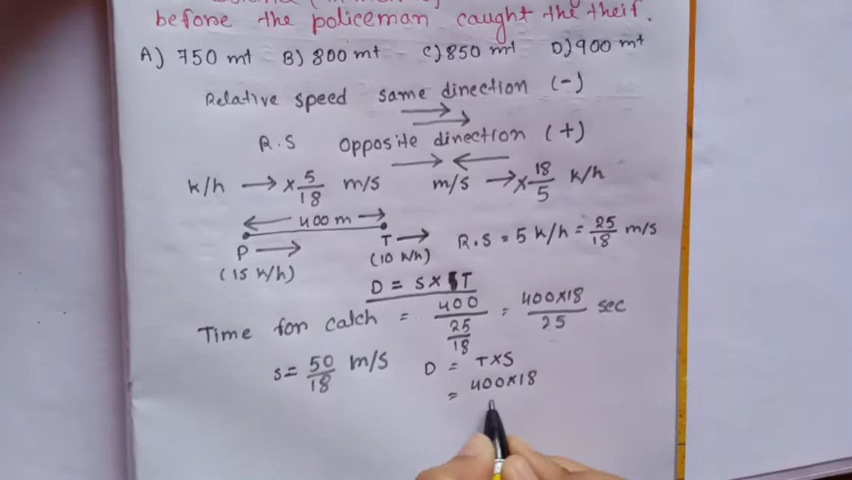 before the policeman caught the theif.
A) 750 mt B) 800 mt C) 850 mt D) 900 mt
Relative speed same direction (-)
R.S Opposite direction (+)
k/h → × 5/18 m/s m/s → × 18/5 k/h
400 m
P T R.S = 5 k/h = 25/18 m/s
(15 k/h) (10 k/h)
D = S × T
Time for catch = 400/(25/18) = 400×18/25 sec
S = 50/18 m/s D = T×S
= 400×18